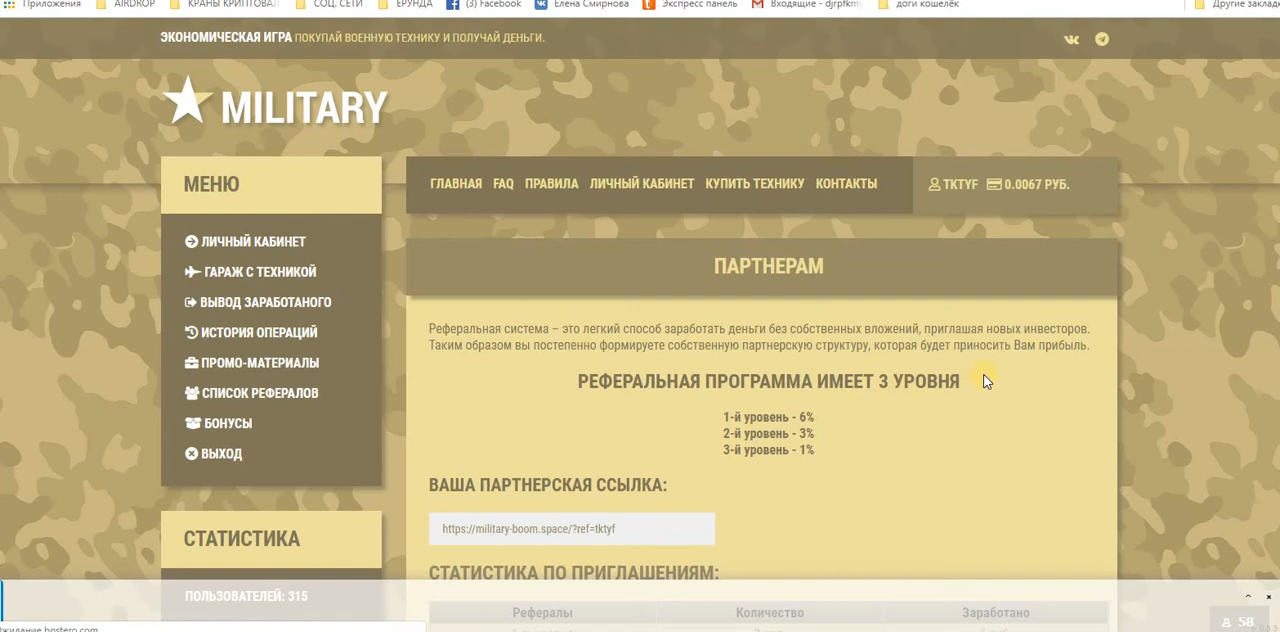 Приложения AIRDROP КРАНЫ КРИПТОВАЛ СОЦ. СЕТИ ЕРУНДА (3) Facebook Елена Смирнова Экспресс панель Входящие - djrpfkmy доги кошелёк Другие заклад
ЭКОНОМИЧЕСКАЯ ИГРА ПОКУПАЙ ВОЕННУЮ ТЕХНИКУ И ПОЛУЧАЙ ДЕНЬГИ.
MILITARY
МЕНЮ
ГЛАВНАЯ FAQ ПРАВИЛА ЛИЧНЫЙ КАБИНЕТ КУПИТЬ ТЕХНИКУ КОНТАКТЫ TKTYF 0.0067 РУБ.
ЛИЧНЫЙ КАБИНЕТ
ГАРАЖ С ТЕХНИКОЙ
ВЫВОД ЗАРАБОТАНОГО
ИСТОРИЯ ОПЕРАЦИЙ
ПРОМО-МАТЕРИАЛЫ
СПИСОК РЕФЕРАЛОВ
БОНУСЫ
ВЫХОД
СТАТИСТИКА
ПОЛЬЗОВАТЕЛЕЙ: 315
ПАРТНЕРАМ
Реферальная система – это легкий способ заработать деньги без собственных вложений, приглашая новых инвесторов.
Таким образом вы постепенно формируете собственную партнерскую структуру, которая будет приносить Вам прибыль.
РЕФЕРАЛЬНАЯ ПРОГРАММА ИМЕЕТ 3 УРОВНЯ
1-й уровень - 6%
2-й уровень - 3%
3-й уровень - 1%
ВАША ПАРТНЕРСКАЯ ССЫЛКА:
https://military-boom.space/?ref=tktyf
СТАТИСТИКА ПО ПРИГЛАШЕНИЯМ:
Рефералы Количество Заработано
58